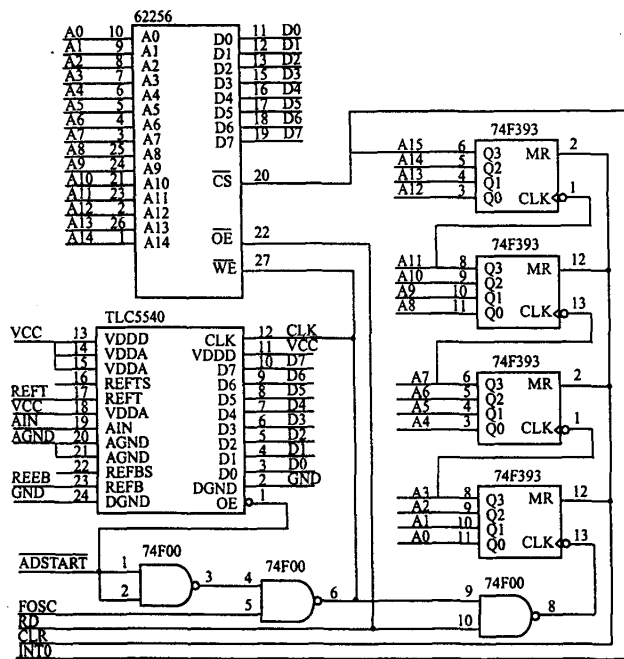 62256
A0 10 A0 D0 11 D0
A1 9 A1 D1 12 D1
A2 8 A2 D2 13 D2
A3 7 A3 D3 15 D3
A4 6 A4 D4 16 D4
A5 5 A5 D5 17 D5
A6 4 A6 D6 18 D6
A7 3 A7 D7 19 D7
A8 25 A8
A9 24 A9
A10 21 A10 CS 20
A11 23 A11
A12 2 A12
A13 26 A13 OE 22
A14 1 A14
WE 27
74F393
A15 6 Q3 MR 2
A14 5 Q2
A13 4 Q1
A12 3 Q0 CLK 1
74F393
A11 8 Q3 MR 12
A10 9 Q2
A9 10 Q1
A8 11 Q0 CLK 13
74F393
A7 6 Q3 MR 2
A6 5 Q2
A5 4 Q1
A4 3 Q0 CLK 1
74F393
A3 8 Q3 MR 12
A2 9 Q2
A1 10 Q1
A0 11 Q0 CLK 13
TLC5540
VCC 13 VDDD CLK 12 CLK
14 VDDA VDDD 11 VCC
15 VDDA D7 10 D7
16 REFTS D6 9 D6
REFT 17 REFT D5 8 D5
VCC 18 VDDA D4 7 D4
AIN 19 AIN D3 6 D3
AGND 20 AGND D2 5 D2
21 AGND D1 4 D1
22 REFBS D0 3 D0
REEB 23 REFB DGND 2 GND
GND 24 DGND OE 1
ADSTART 1 2 74F00 3
4 5 74F00 6
9 10 74F00 8
FOSC
RD
CLR
INT0